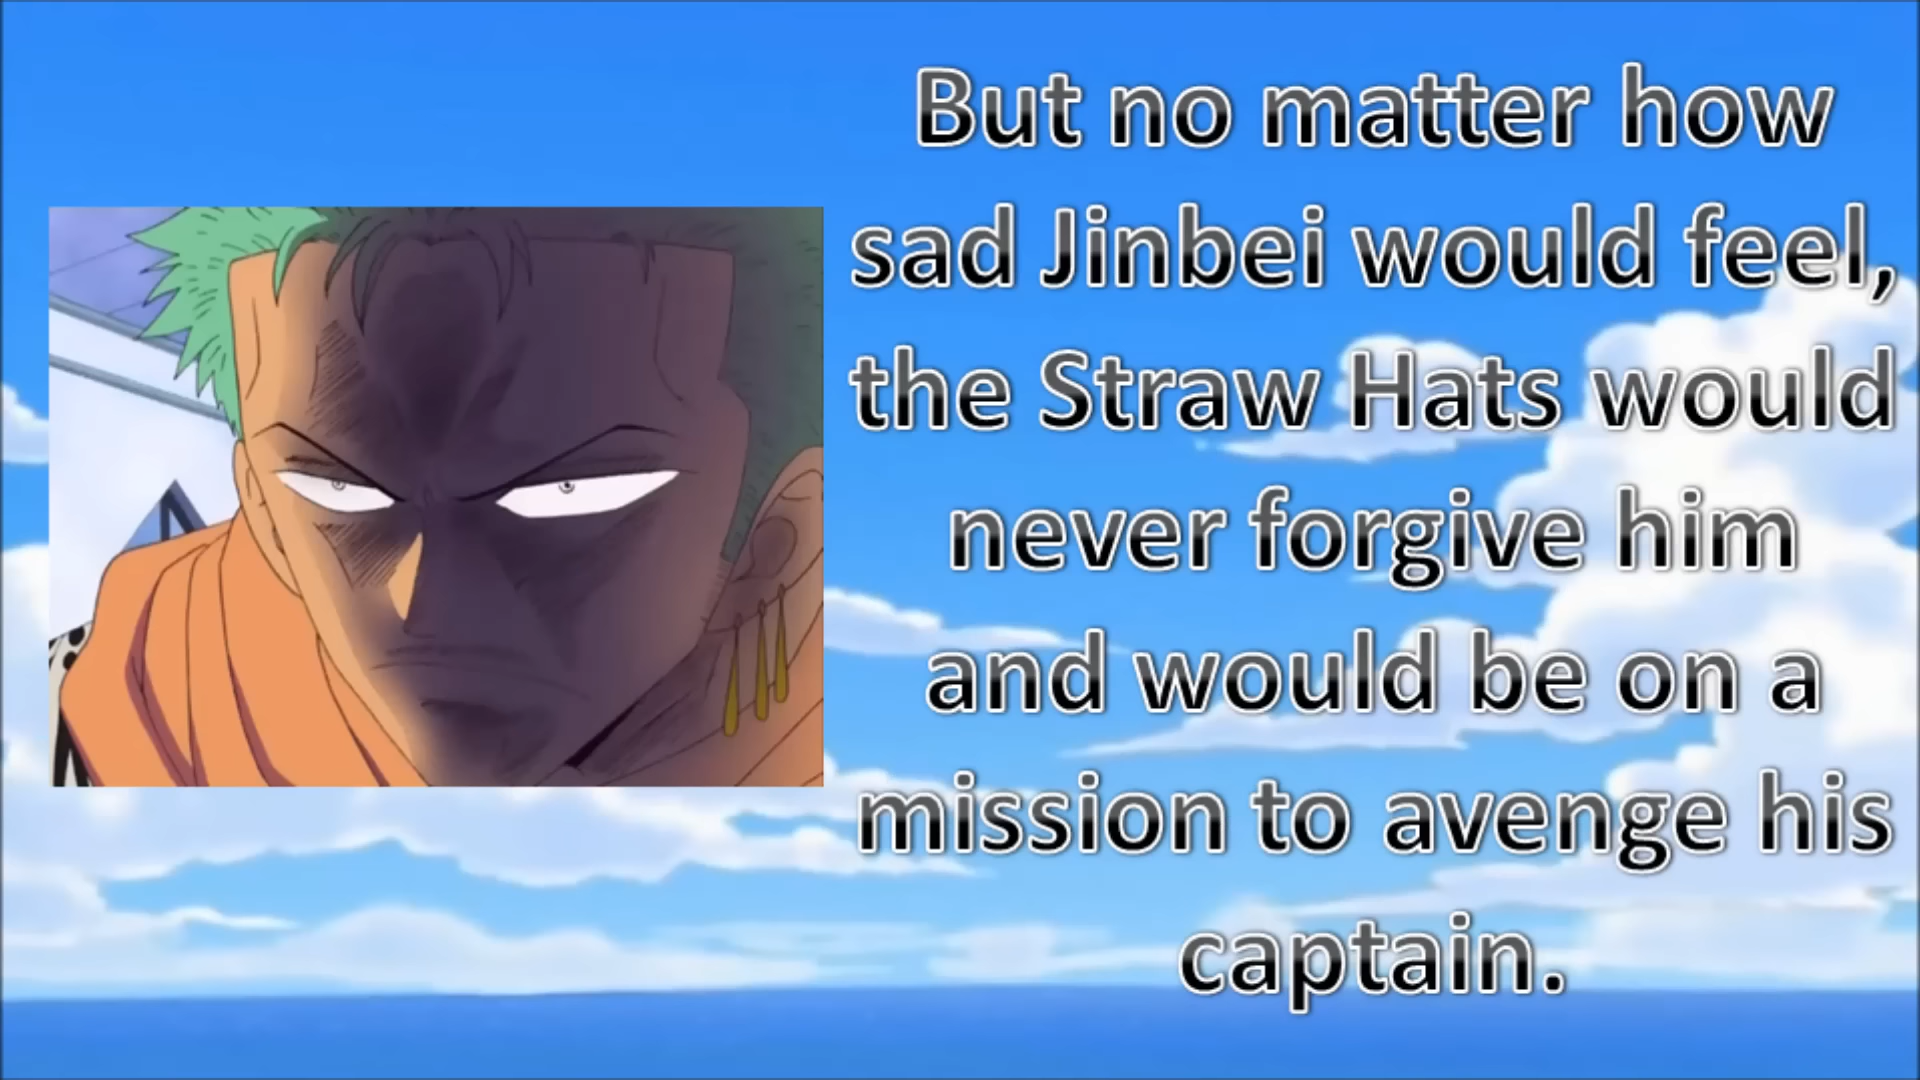 But no matter how
sad Jinbei would feel,
the Straw Hats would
never forgive him
and would be on a
mission to avenge his
captain.